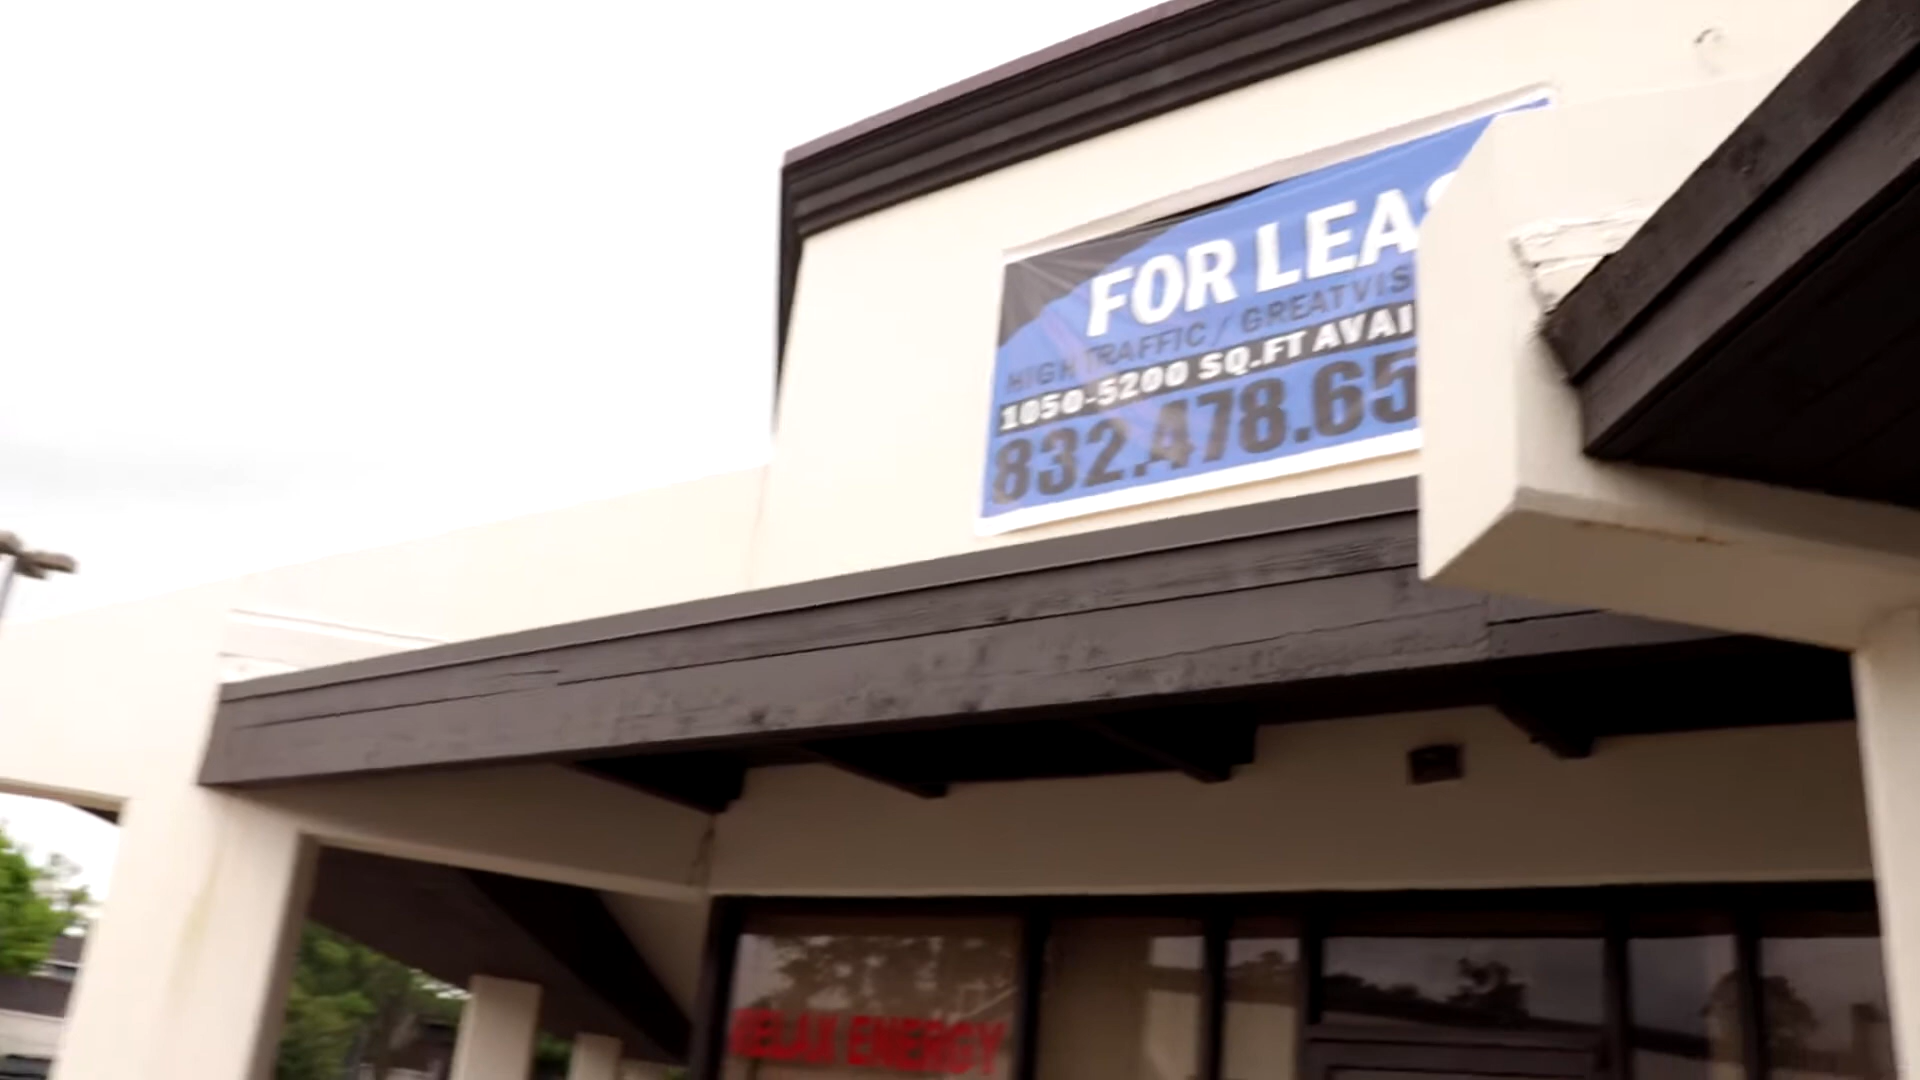 FOR LEAS
HIGH TRAFFIC / GREAT VIS
1050-5200 SQ.FT AVAI
832.478.65
RELAX ENERGY